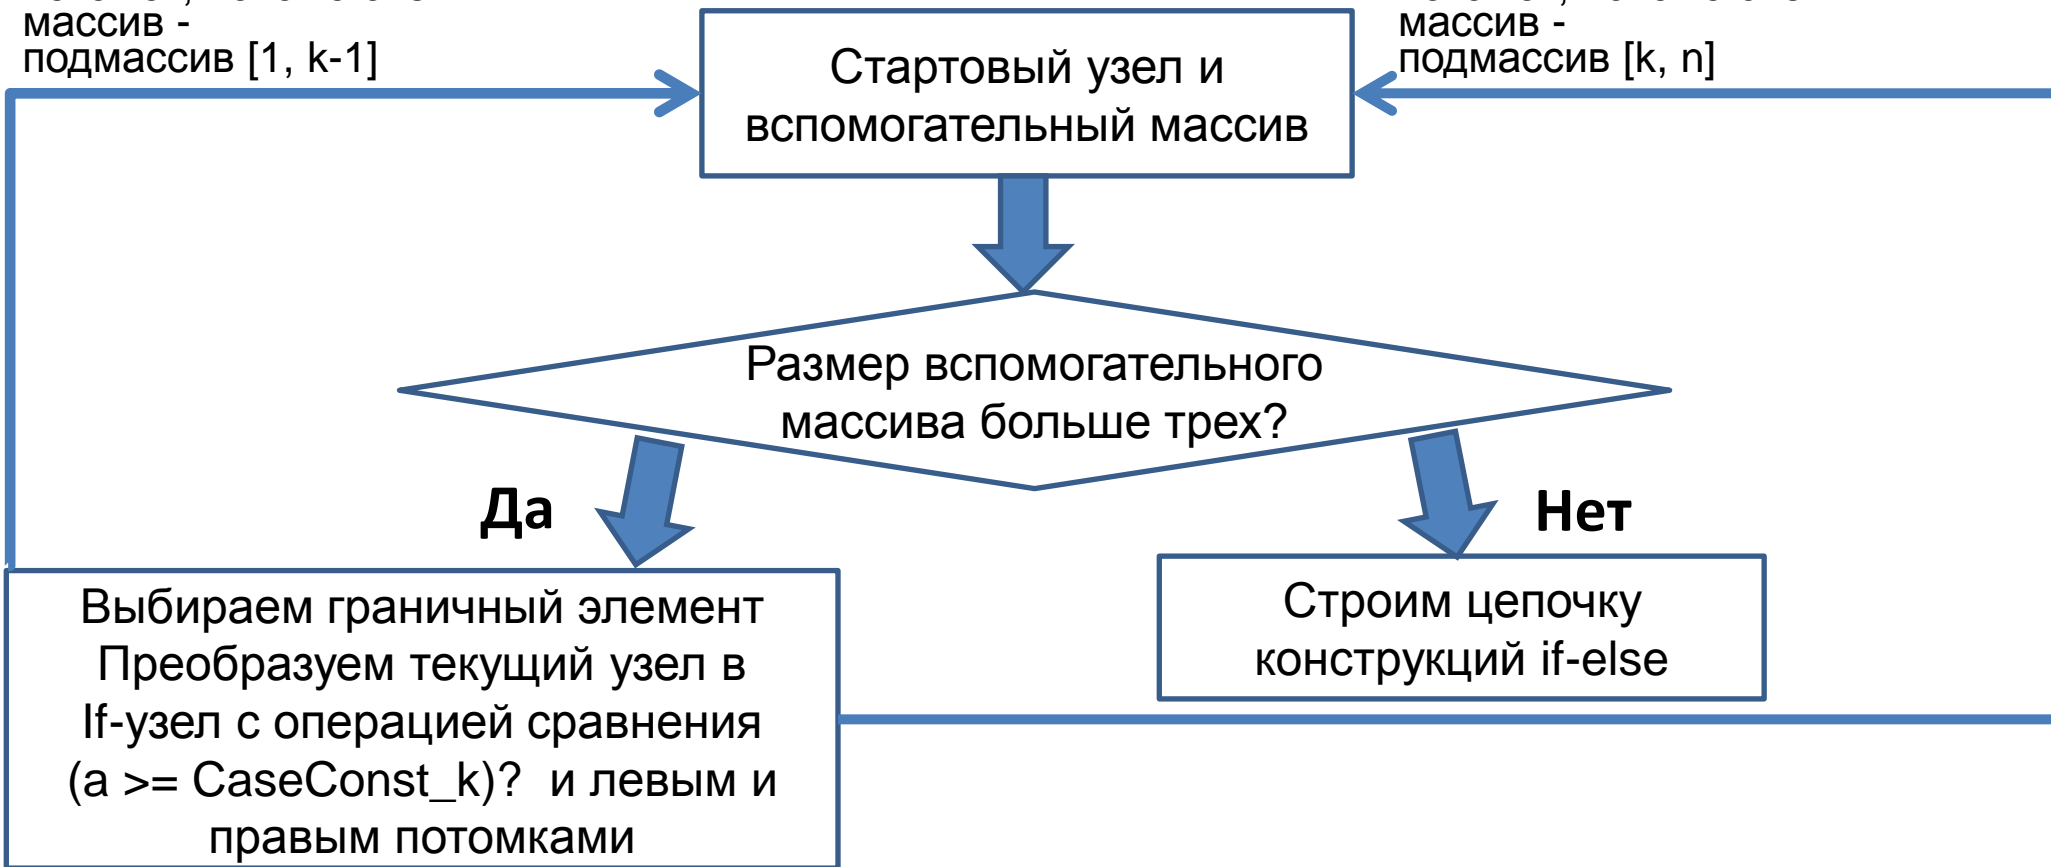 массив -
подмассив [1, k-1]
массив -
подмассив [k, n]
Стартовый узел и
вспомогательный массив
Размер вспомогательного
массива больше трех?
Да
Нет
Выбираем граничный элемент
Преобразуем текущий узел в
If-узел с операцией сравнения
(a >= CaseConst_k)? и левым и
правым потомками
Строим цепочку
конструкций if-else